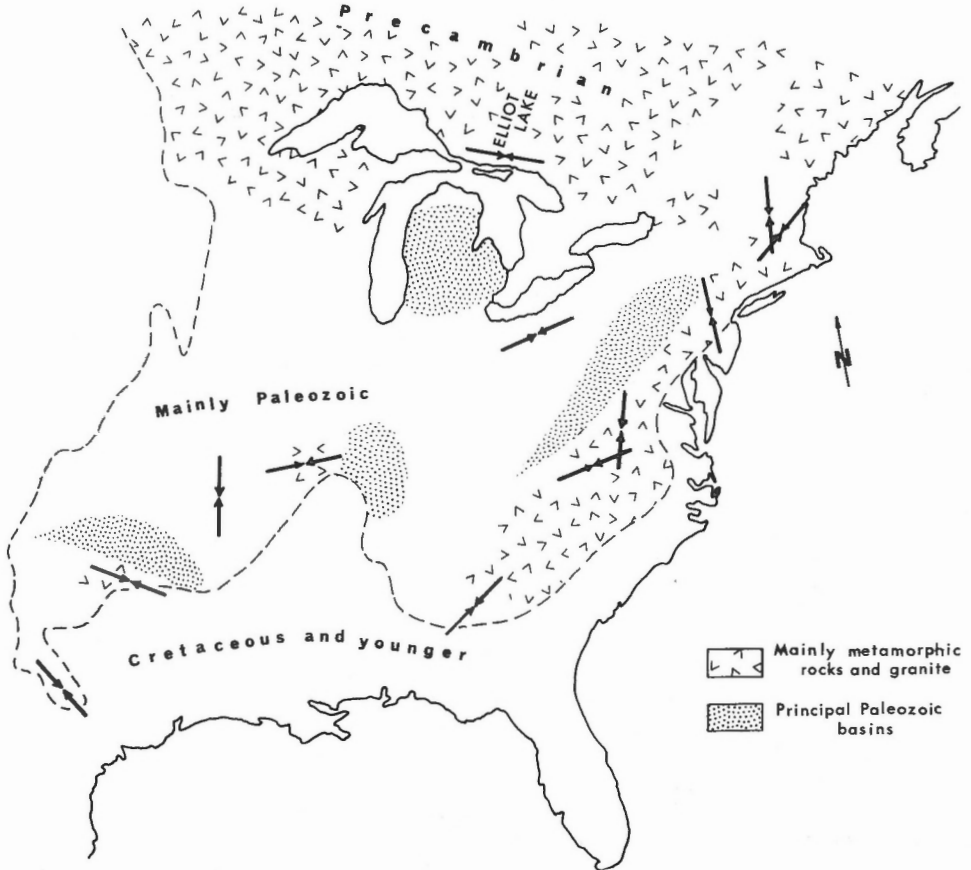 Precambrian
ELLIOT
LAKE
N
Mainly Paleozoic
Cretaceous and younger
Mainly metamorphic
rocks and granite
Principal Paleozoic
basins